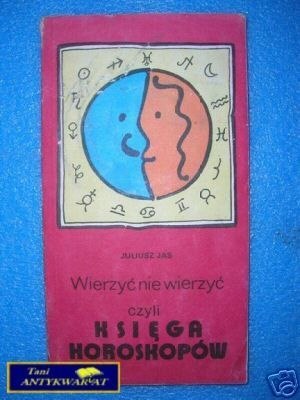 JULIUSZ JAS
Wierzyć nie wierzyć
czyli
KSIĘGA
HOROSKOPÓW
Tani
ANTYKWARIAT